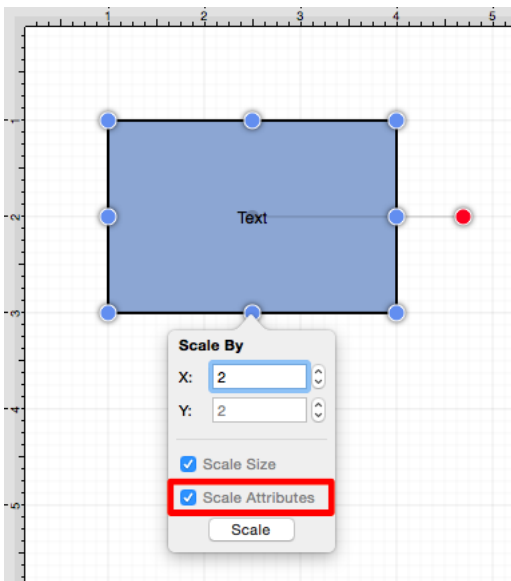 1 2 3 4 5
1
2
Text
3
Scale By
X: 2
Y: 2
4
Scale Size
Scale Attributes
5
Scale